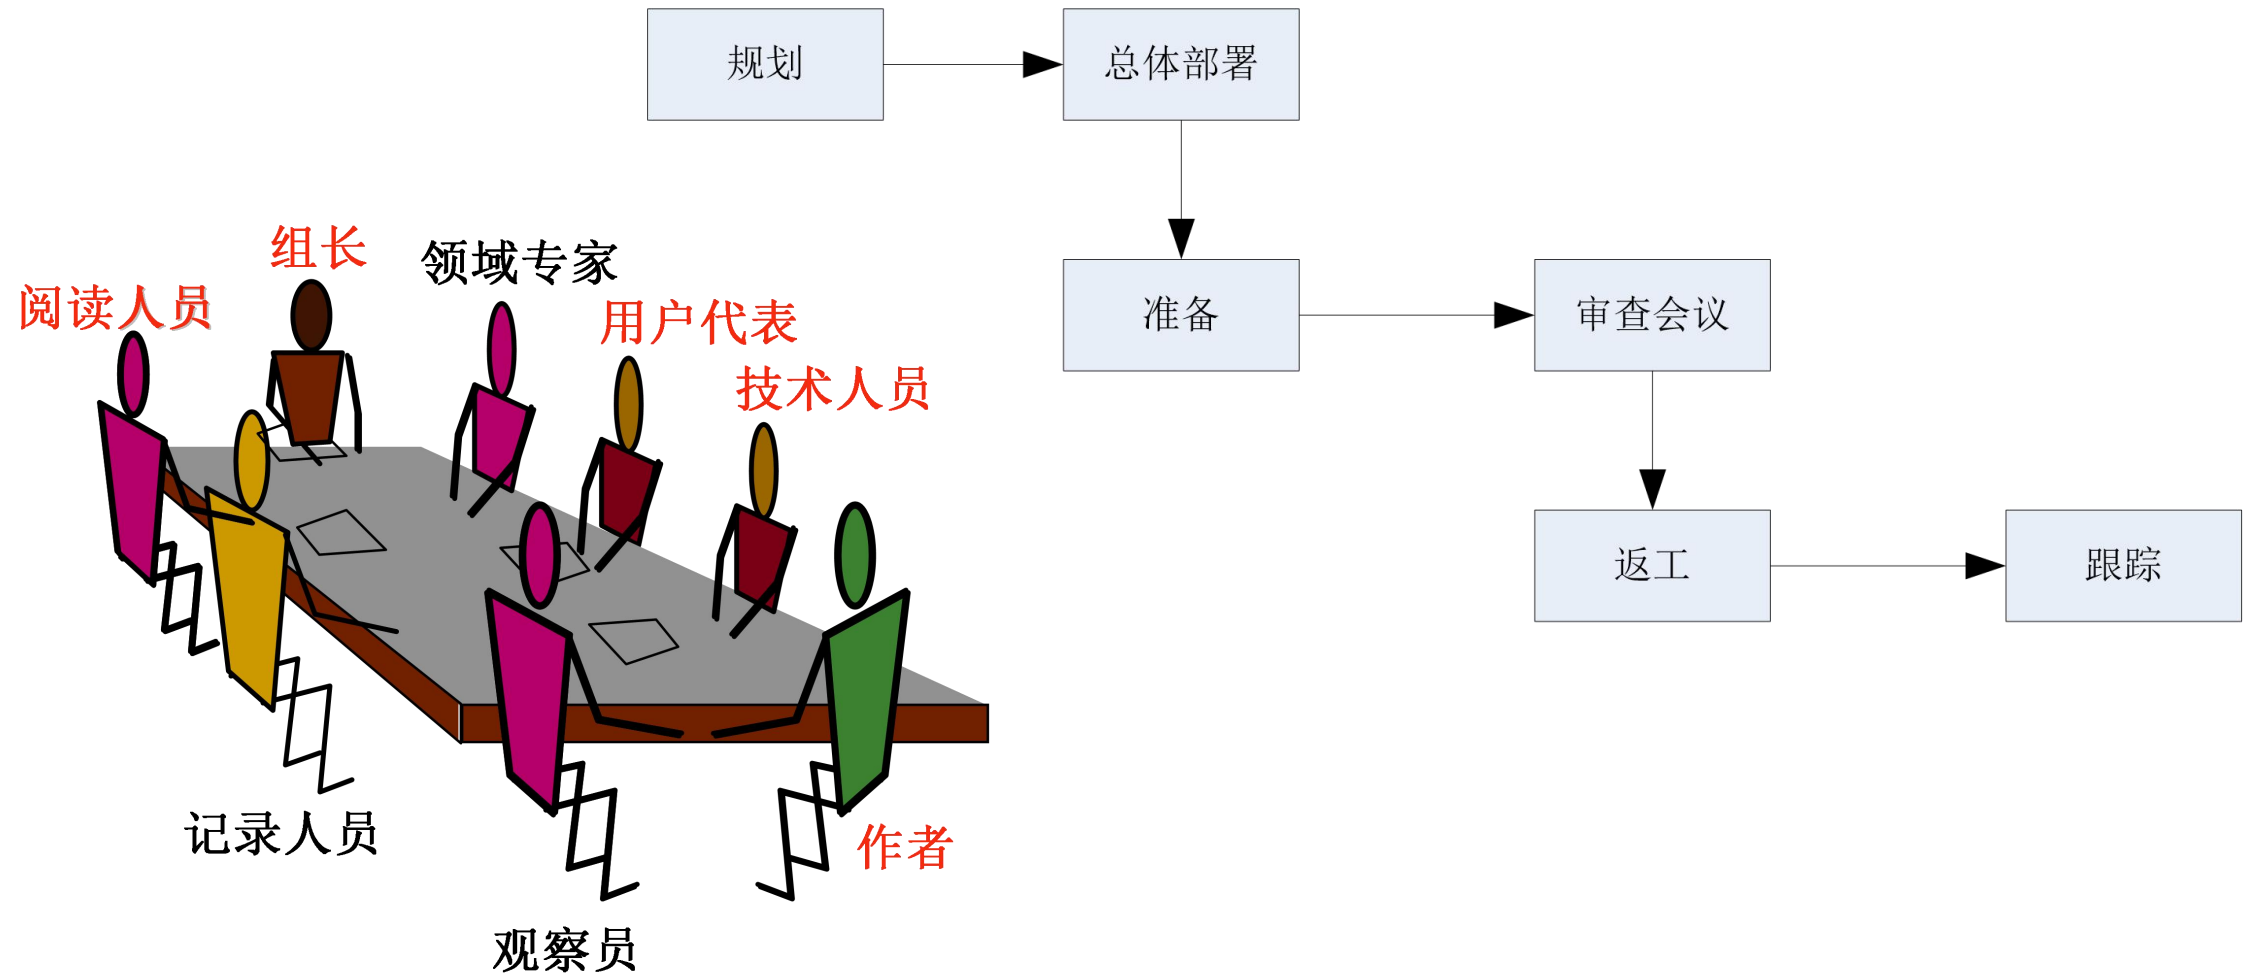 规划
总体部署
准备
审查会议
返工
跟踪
组长
领域专家
阅读人员
用户代表
技术人员
记录人员
作者
观察员